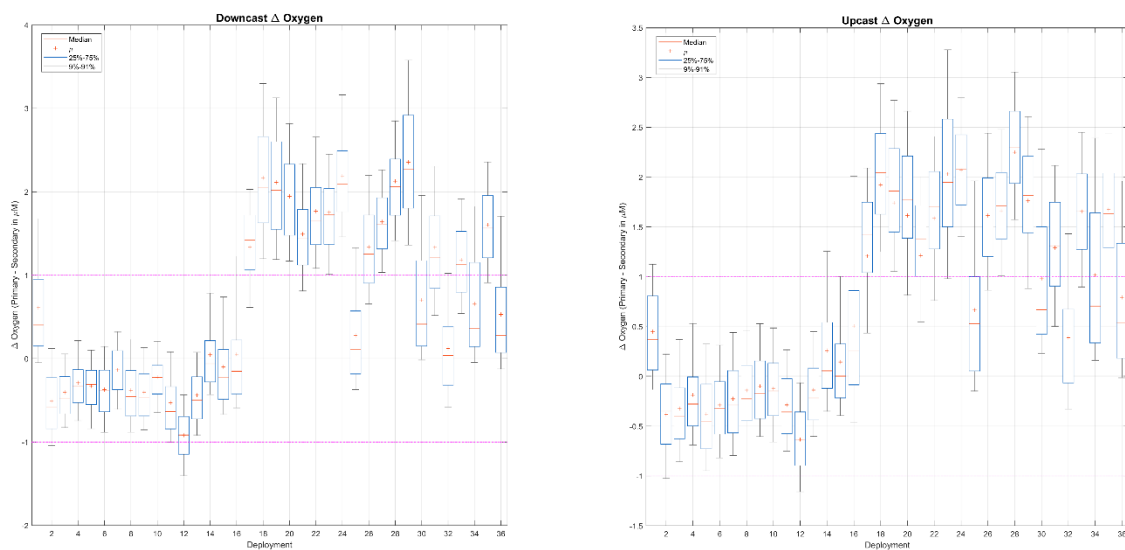 Downcast Δ Oxygen
Median
μ
25%-75%
9%-91%
4
3
2
1
0
-1
-2
Δ Oxygen (Primary - Secondary in μM)
2 4 6 8 10 12 14 16 18 20 22 24 26 28 30 32 34 36
Deployment
Upcast Δ Oxygen
Median
μ
25%-75%
9%-91%
3.5
3
2.5
2
1.5
1
0.5
0
-0.5
-1
-1.5
Δ Oxygen (Primary - Secondary in μM)
2 4 6 8 10 12 14 16 18 20 22 24 26 28 30 32 34 36
Deployment